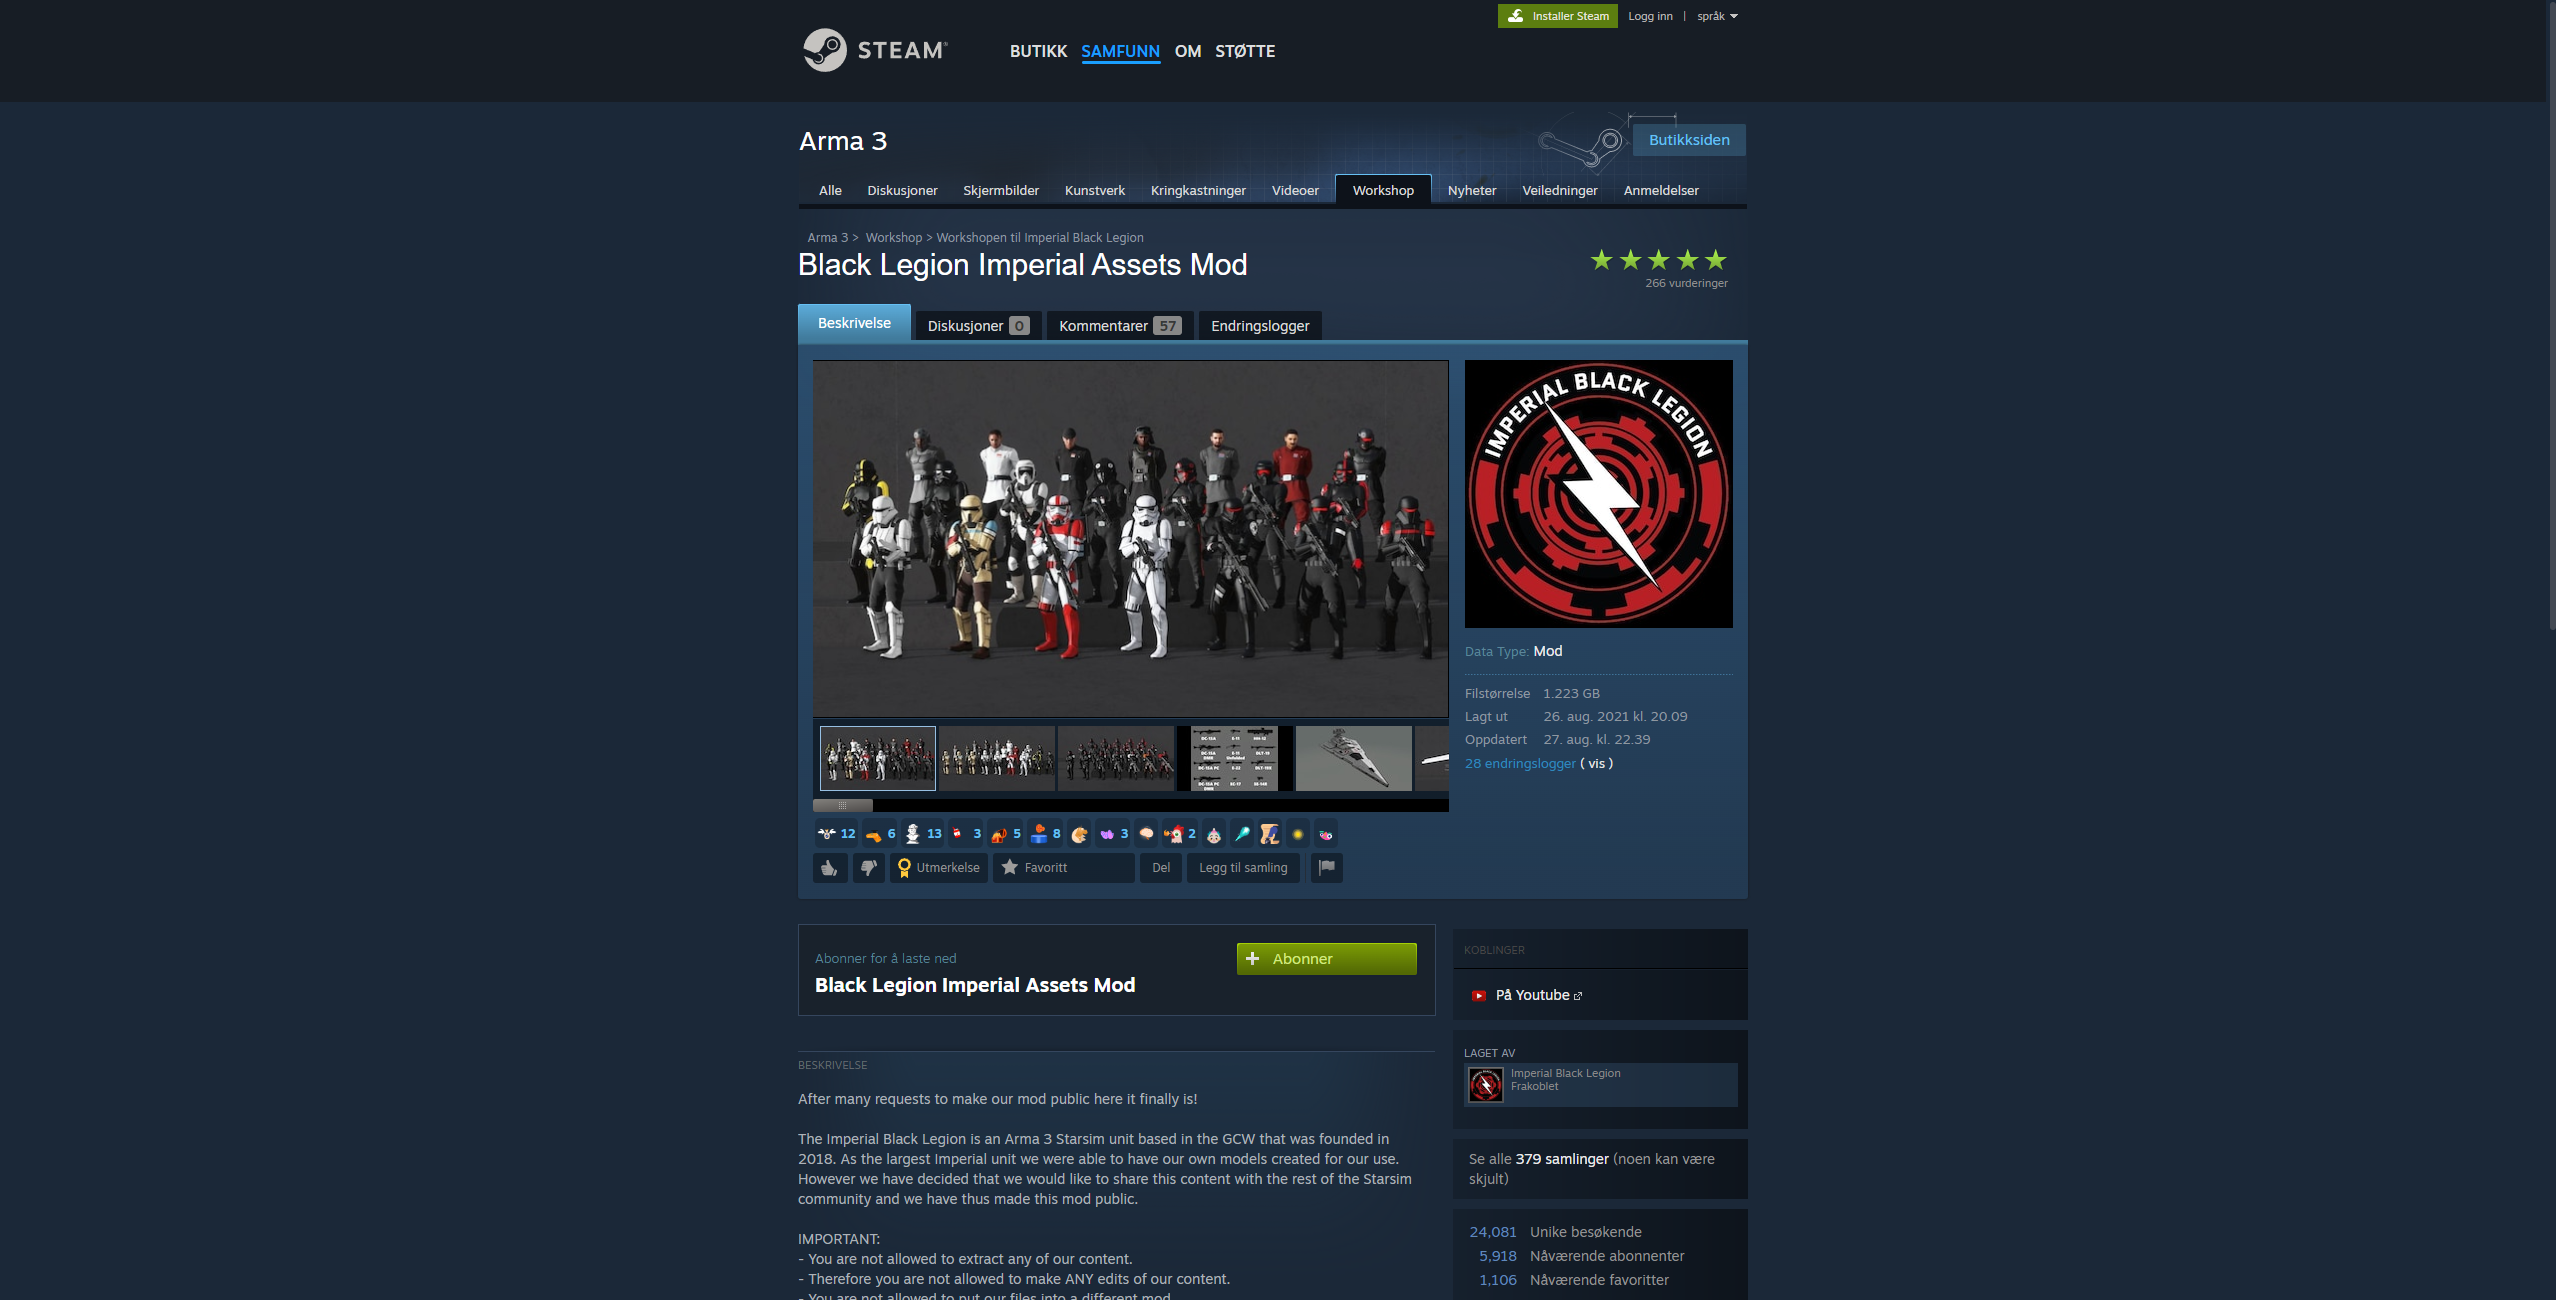 Installer Steam
Logg inn | språk
STEAM
BUTIKK SAMFUNN OM STØTTE
Arma 3
Butikksiden
Alle Diskusjoner Skjermbilder Kunstverk Kringkastninger Videoer Workshop Nyheter Veiledninger Anmeldelser
Arma 3 > Workshop > Workshopen til Imperial Black Legion
Black Legion Imperial Assets Mod
266 vurderinger
Beskrivelse Diskusjoner 0 Kommentarer 57 Endringslogger
IMPERIAL BLACK LEGION
Data Type: Mod
Filstørrelse 1.223 GB
Lagt ut 26. aug. 2021 kl. 20.09
Oppdatert 27. aug. kl. 22.39
28 endringslogger ( vis )
12 6 13 3 5 8 3 2
Utmerkelse Favoritt Del Legg til samling
Abonner for å laste ned
Black Legion Imperial Assets Mod
Abonner
BESKRIVELSE
After many requests to make our mod public here it finally is!
The Imperial Black Legion is an Arma 3 Starsim unit based in the GCW that was founded in
2018. As the largest Imperial unit we were able to have our own models created for our use.
However we have decided that we would like to share this content with the rest of the Starsim
community and we have thus made this mod public.
IMPORTANT:
- You are not allowed to extract any of our content.
- Therefore you are not allowed to make ANY edits of our content.
- You are not allowed to put our files into a different mod
KOBLINGER
På Youtube
LAGET AV
Imperial Black Legion
Frakoblet
Se alle 379 samlinger (noen kan være
skjult)
24,081 Unike besøkende
5,918 Nåværende abonnenter
1,106 Nåværende favoritter